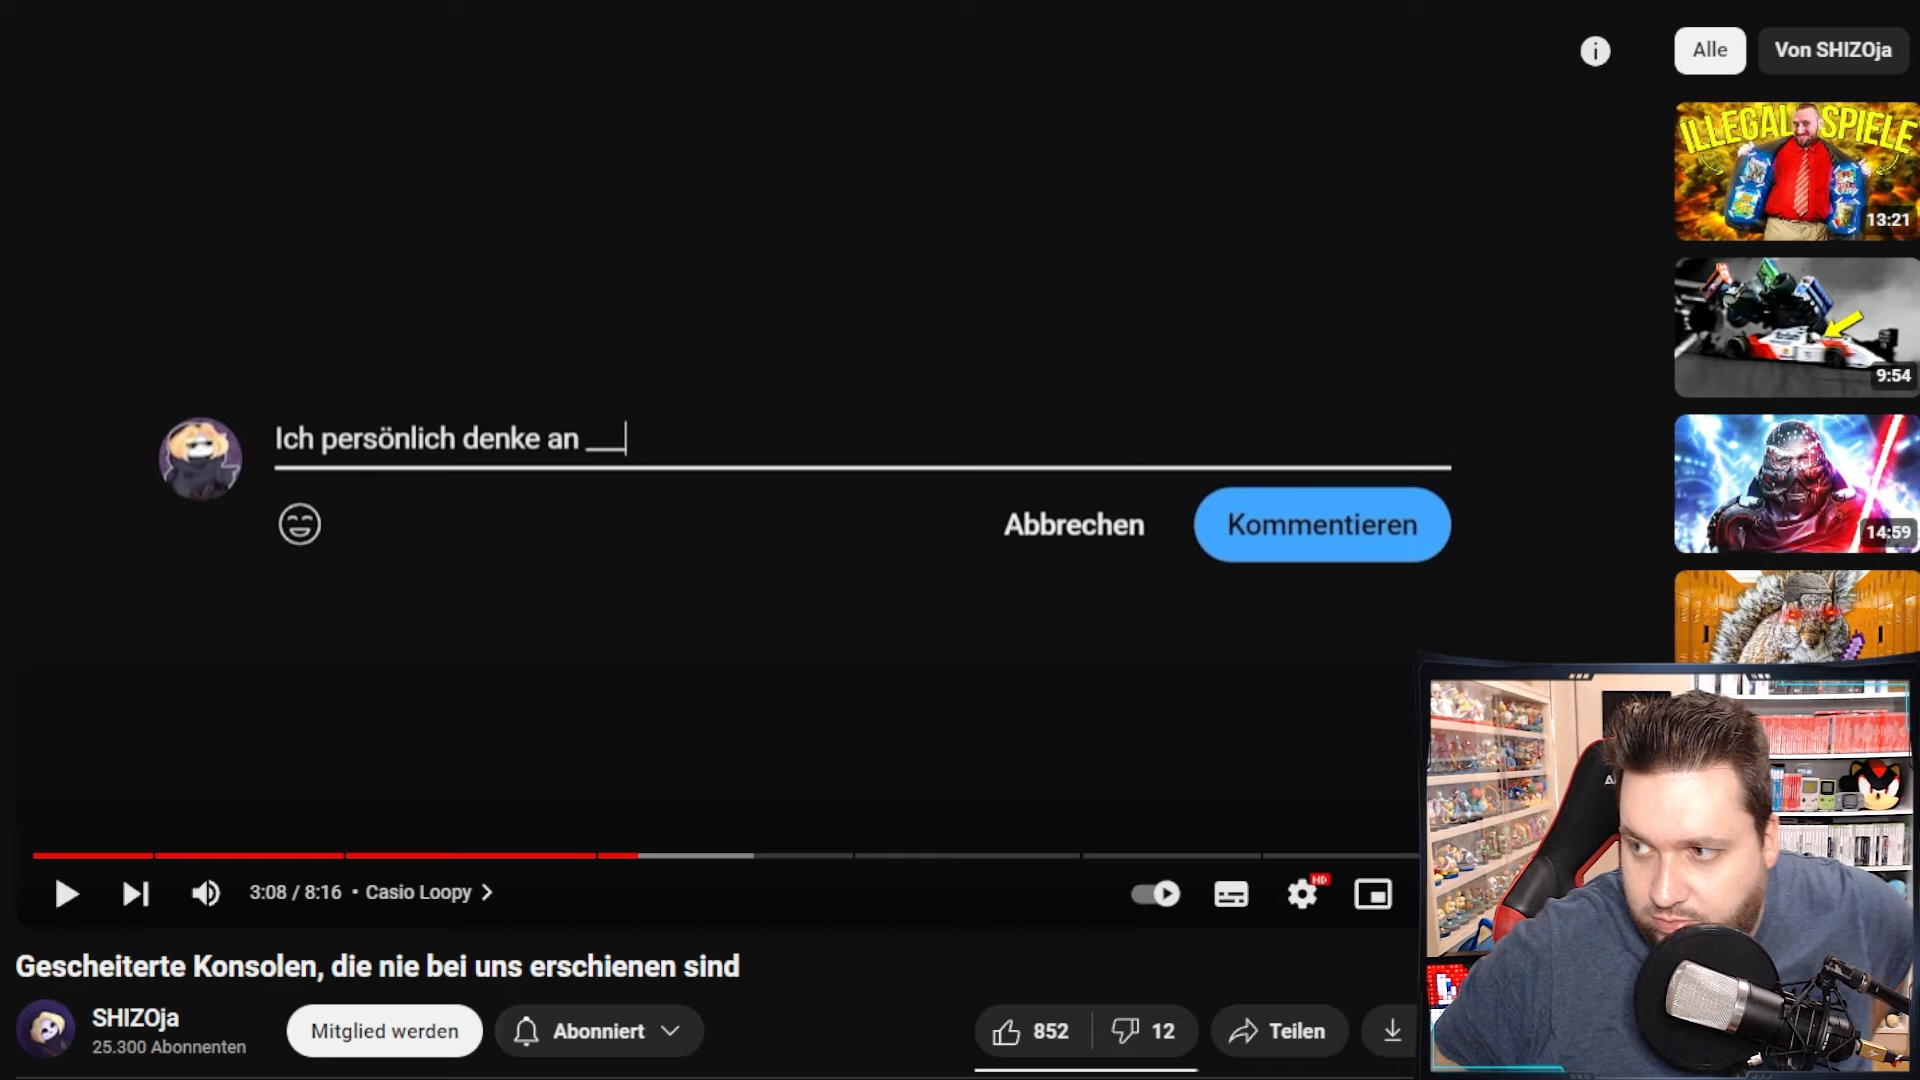 Alle
Von SHIZOja
ILLEGAL SPIELE
13:21
9:54
14:59
Ich persönlich denke an ___
Abbrechen
Kommentieren
3:08 / 8:16 • Casio Loopy
HD
Gescheiterte Konsolen, die nie bei uns erschienen sind
SHIZOja
25.300 Abonnenten
Mitglied werden
Abonniert
852
12
Teilen